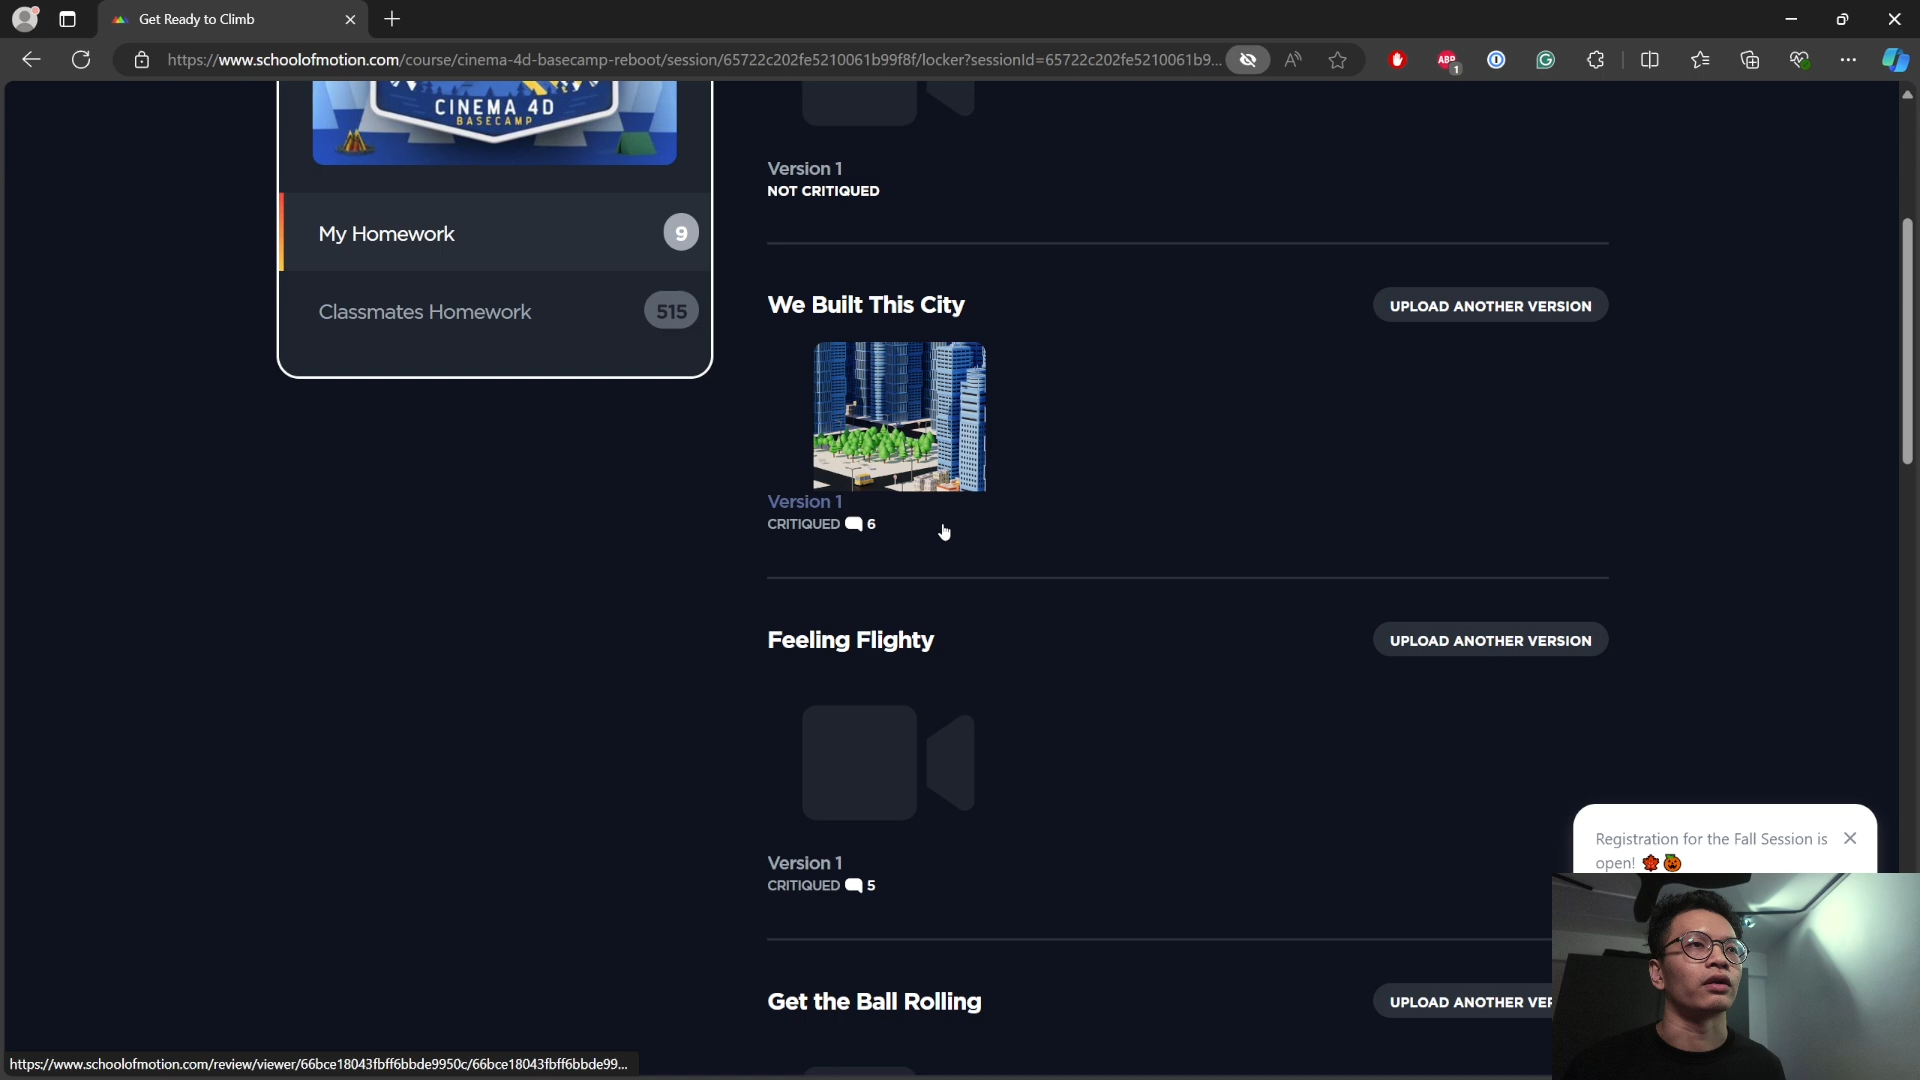 Get Ready to Climb
https://www.schoolofmotion.com/course/cinema-4d-basecamp-reboot/session/65722c202fe5210061b99f8f/locker?sessionId=65722c202fe5210061b9...
ABP
1
CINEMA 4D
BASECAMP
My Homework
9
Classmates Homework
515
Version 1
NOT CRITIQUED
We Built This City
UPLOAD ANOTHER VERSION
Version 1
CRITIQUED 6
Feeling Flighty
UPLOAD ANOTHER VERSION
Version 1
CRITIQUED 5
Registration for the Fall Session is
open!
Get the Ball Rolling
UPLOAD ANOTHER VER
https://www.schoolofmotion.com/review/viewer/66bce18043fbff6bbde9950c/66bce18043fbff6bbde99...